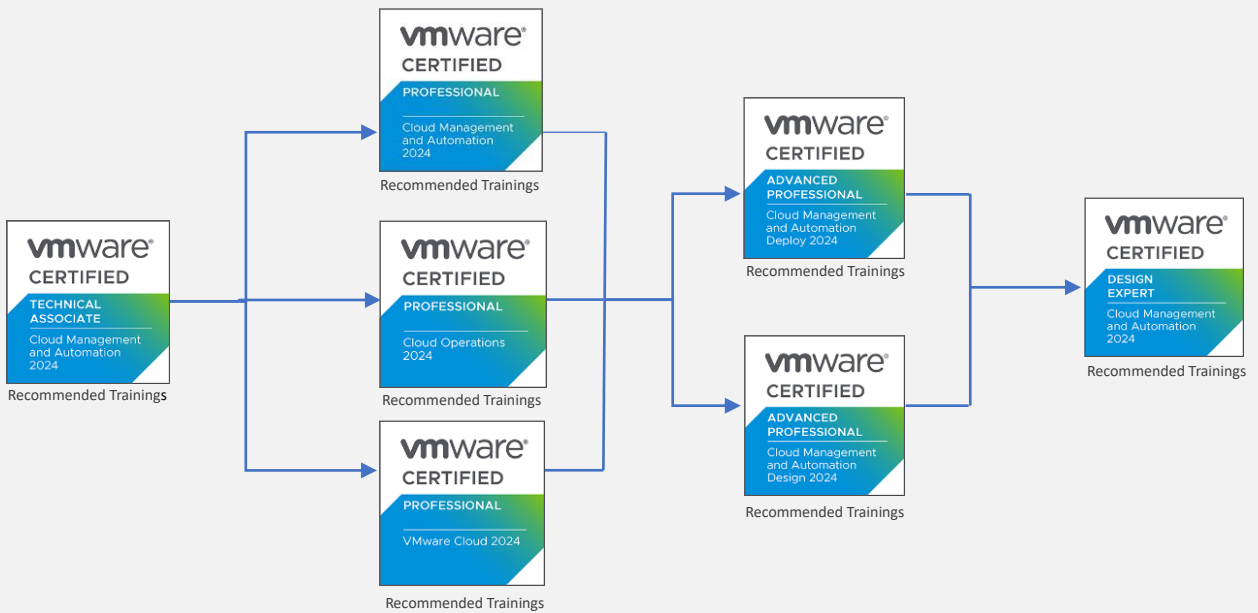 vmware®
CERTIFIED
TECHNICAL
ASSOCIATE
Cloud Management
and Automation
2024
Recommended Trainings
vmware®
CERTIFIED
PROFESSIONAL
Cloud Management
and Automation
2024
Recommended Trainings
vmware®
CERTIFIED
PROFESSIONAL
Cloud Operations
2024
Recommended Trainings
vmware®
CERTIFIED
PROFESSIONAL
VMware Cloud 2024
Recommended Trainings
vmware®
CERTIFIED
ADVANCED
PROFESSIONAL
Cloud Management
and Automation
Deploy 2024
Recommended Trainings
vmware®
CERTIFIED
ADVANCED
PROFESSIONAL
Cloud Management
and Automation
Design 2024
Recommended Trainings
vmware®
CERTIFIED
DESIGN
EXPERT
Cloud Management
and Automation
2024
Recommended Trainings